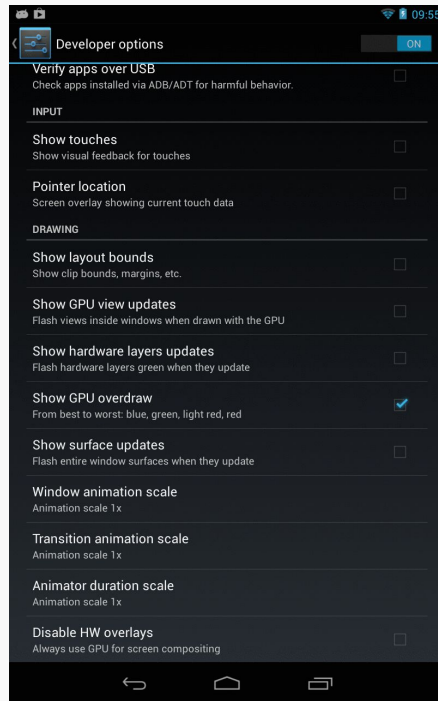 09:55
Developer options
ON
Verify apps over USB
Check apps installed via ADB/ADT for harmful behavior.
INPUT
Show touches
Show visual feedback for touches
Pointer location
Screen overlay showing current touch data
DRAWING
Show layout bounds
Show clip bounds, margins, etc.
Show GPU view updates
Flash views inside windows when drawn with the GPU
Show hardware layers updates
Flash hardware layers green when they update
Show GPU overdraw
From best to worst: blue, green, light red, red
Show surface updates
Flash entire window surfaces when they update
Window animation scale
Animation scale 1x
Transition animation scale
Animation scale 1x
Animator duration scale
Animation scale 1x
Disable HW overlays
Always use GPU for screen compositing